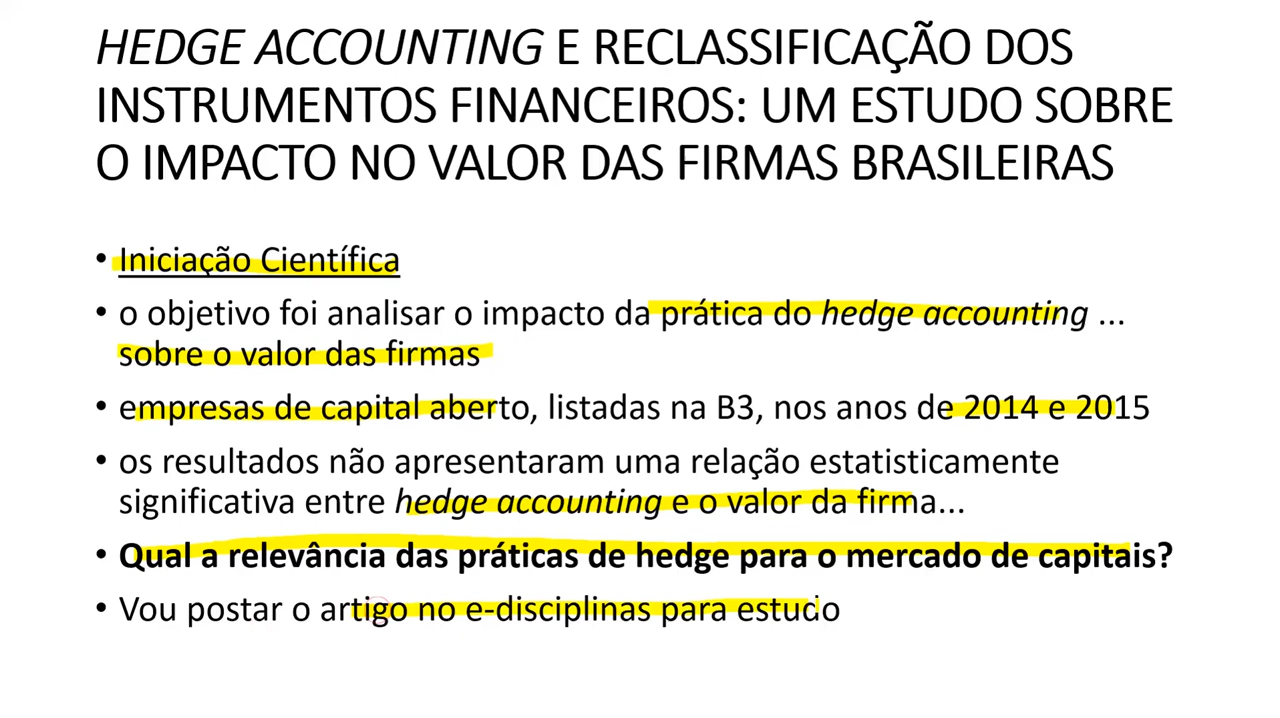 HEDGE ACCOUNTING E RECLASSIFICAÇÃO DOS
INSTRUMENTOS FINANCEIROS: UM ESTUDO SOBRE
O IMPACTO NO VALOR DAS FIRMAS BRASILEIRAS
• Iniciação Científica
• o objetivo foi analisar o impacto da prática do hedge accounting ...
sobre o valor das firmas
• empresas de capital aberto, listadas na B3, nos anos de 2014 e 2015
• os resultados não apresentaram uma relação estatisticamente
significativa entre hedge accounting e o valor da firma...
• Qual a relevância das práticas de hedge para o mercado de capitais?
• Vou postar o artigo no e-disciplinas para estudo